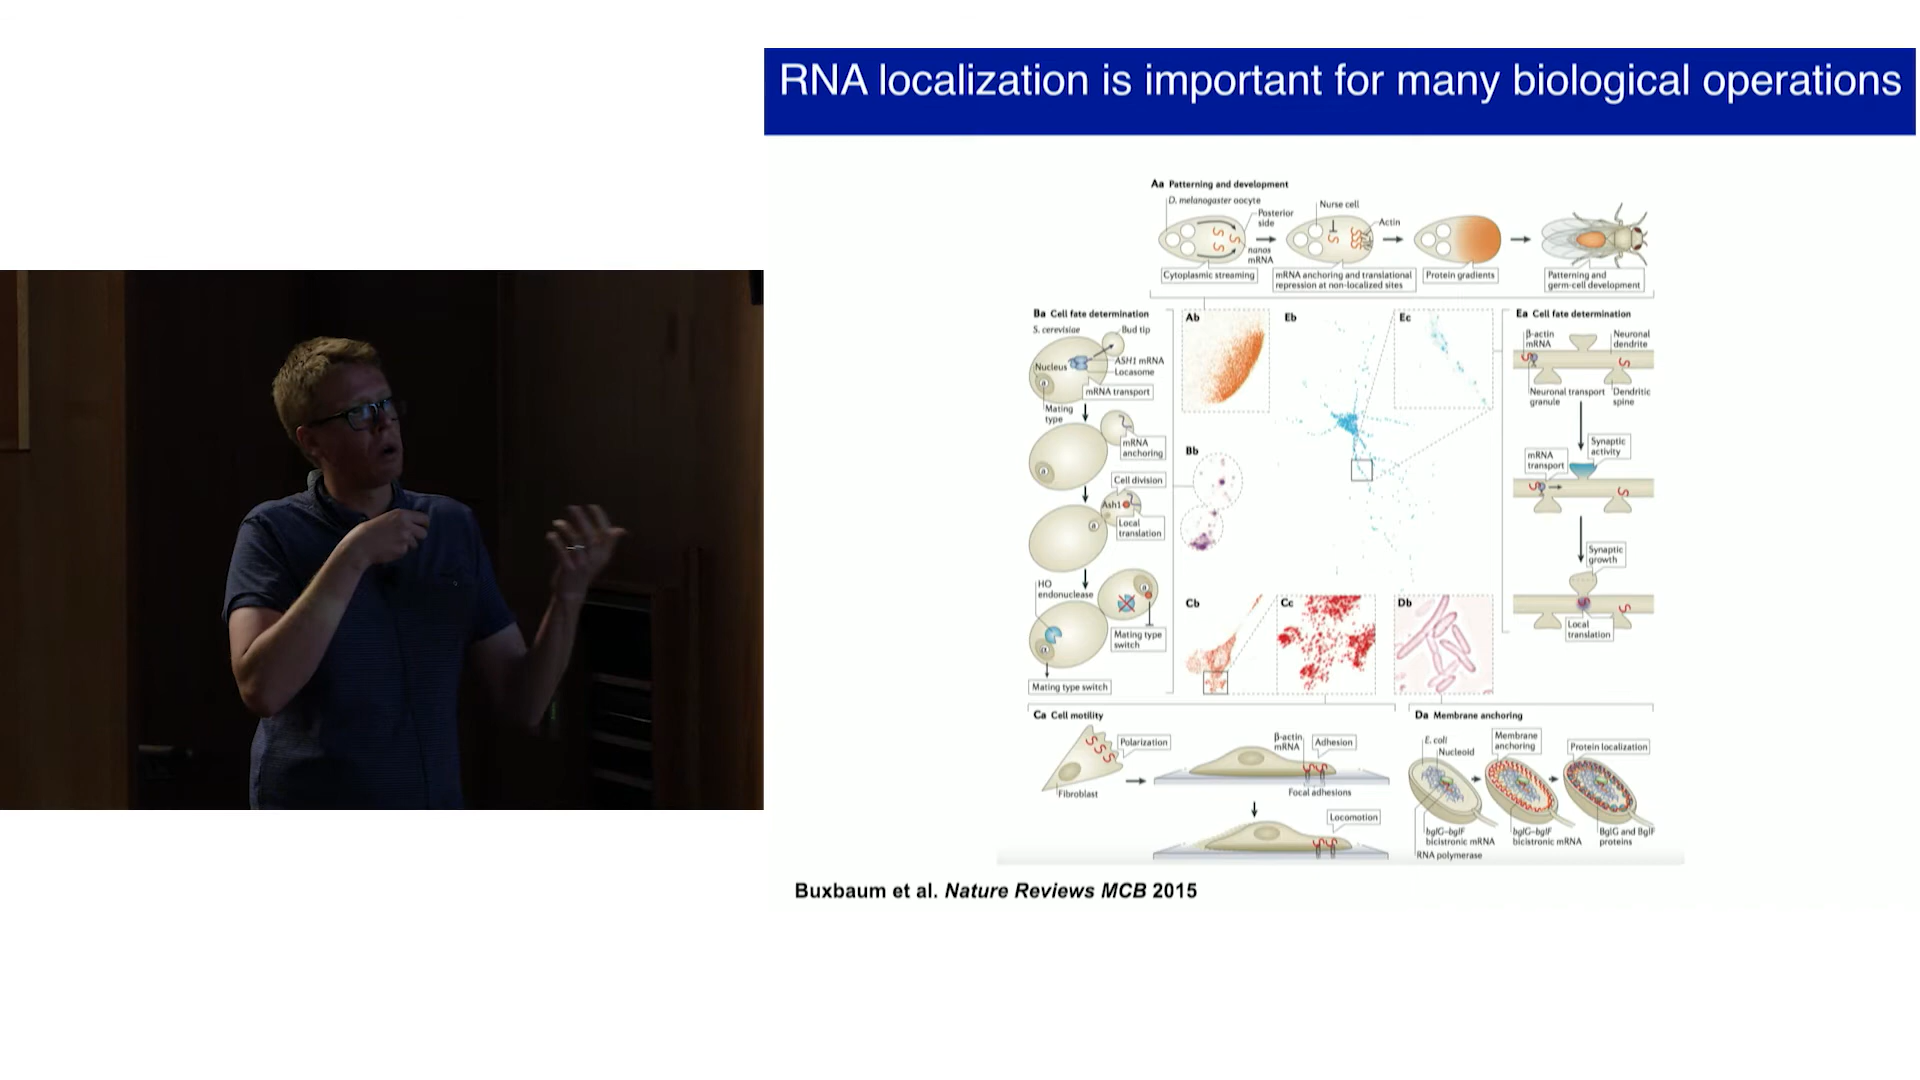 RNA localization is important for many biological operations
Aa Patterning and development
D. melanogaster oocyte
Posterior
side
nanos
mRNA
Nurse cell
Actin
Cytoplasmic streaming
mRNA anchoring and translational
repression at non-localized sites
Protein gradients
Patterning and
germ-cell development
Ba Cell fate determination
S. cerevisiae
Bud tip
Nucleus
ASH1 mRNA
Locasome
a
mRNA transport
Mating
type
mRNA
anchoring
a
Cell division
Ash1
a
Local
translation
HO
endonuclease
a
Mating type
switch
a
Mating type switch
Ab
Eb
Ec
Bb
Cb
Cc
Db
Ea Cell fate determination
β-actin
mRNA
Neuronal
dendrite
Neuronal transport
granule
Dendritic
spine
Synaptic
activity
mRNA
transport
Synaptic
growth
Local
translation
Ca Cell motility
Polarization
Fibroblast
β-actin
mRNA
Adhesion
Focal adhesions
Locomotion
Da Membrane anchoring
E. coli
Nucleoid
Membrane
anchoring
Protein localization
bglG–bglF
bicistronic mRNA
RNA polymerase
bglG–bglF
bicistronic mRNA
BglG and BglF
proteins
Buxbaum et al. Nature Reviews MCB 2015